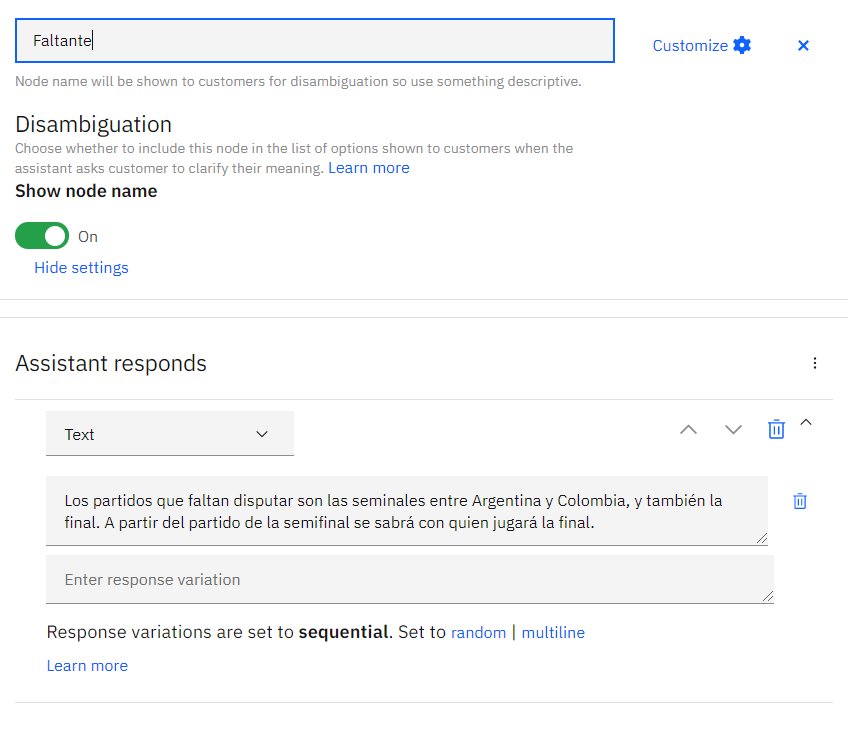 Faltante
Customize
Node name will be shown to customers for disambiguation so use something descriptive.
Disambiguation
Choose whether to include this node in the list of options shown to customers when the
assistant asks customer to clarify their meaning. Learn more
Show node name
On
Hide settings
Assistant responds
Text
Los partidos que faltan disputar son las seminales entre Argentina y Colombia, y también la
final. A partir del partido de la semifinal se sabrá con quien jugará la final.
Enter response variation
Response variations are set to sequential. Set to random | multiline
Learn more